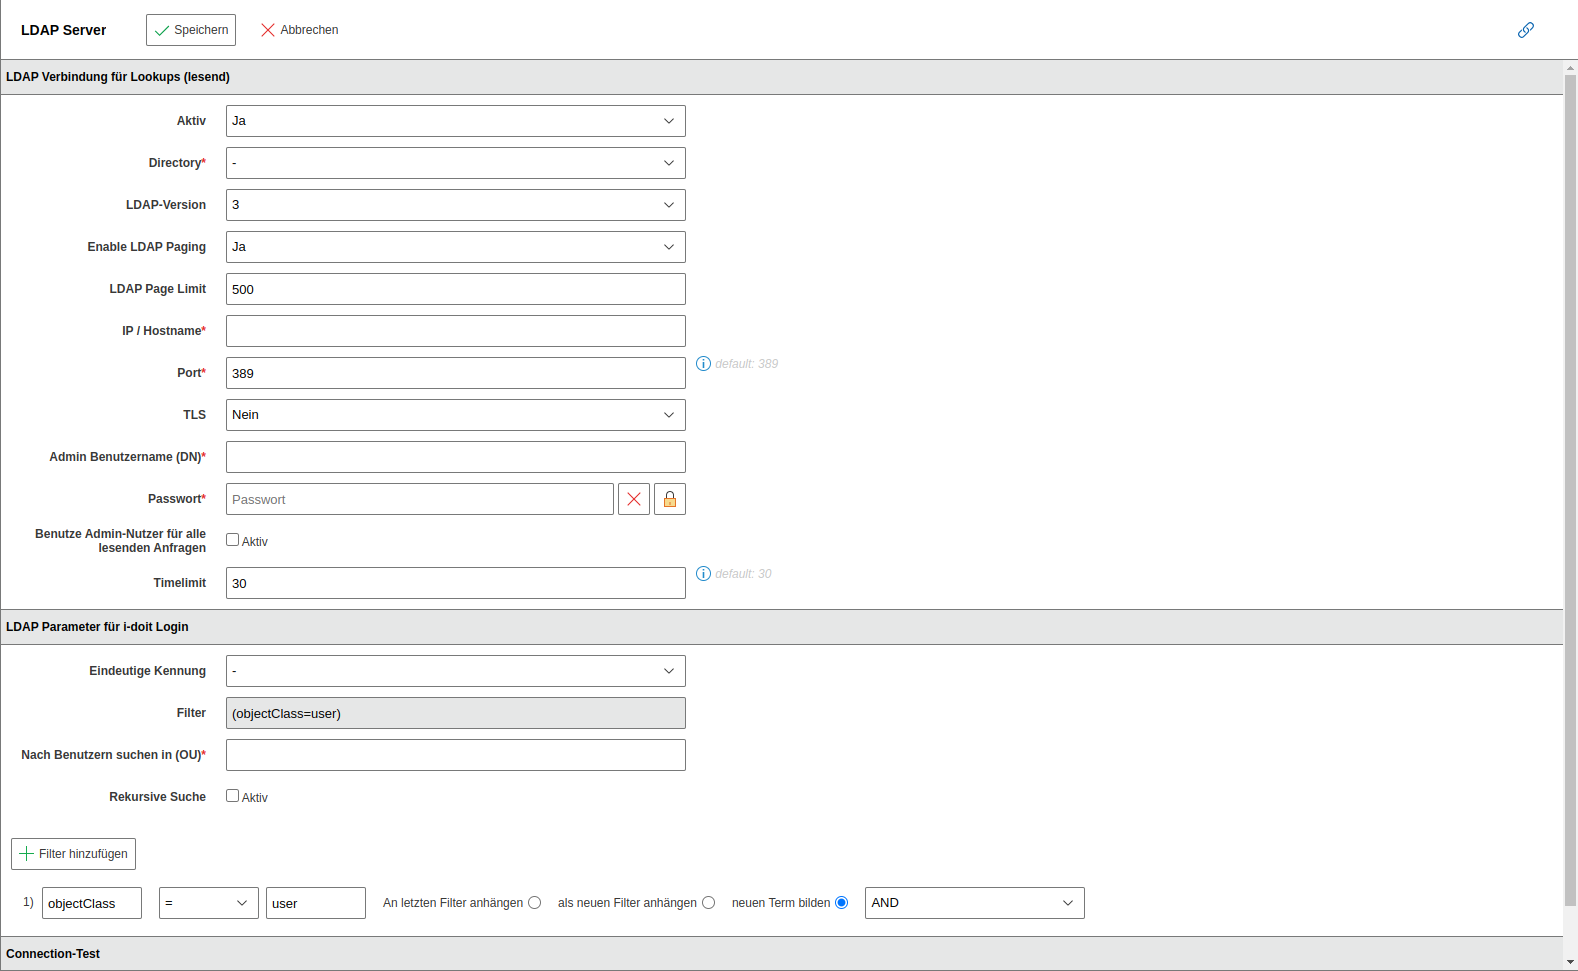 LDAP Server
Speichern
Abbrechen
LDAP Verbindung für Lookups (lesend)
Aktiv
Ja
Directory*
-
LDAP-Version
3
Enable LDAP Paging
Ja
LDAP Page Limit
500
IP / Hostname*
Port*
389
default: 389
TLS
Nein
Admin Benutzername (DN)*
Passwort*
Passwort
Benutze Admin-Nutzer für alle
lesenden Anfragen
Aktiv
Timelimit
30
default: 30
LDAP Parameter für i-doit Login
Eindeutige Kennung
-
Filter
(objectClass=user)
Nach Benutzern suchen in (OU)*
Rekursive Suche
Aktiv
Filter hinzufügen
1)
objectClass
=
user
An letzten Filter anhängen
als neuen Filter anhängen
neuen Term bilden
AND
Connection-Test